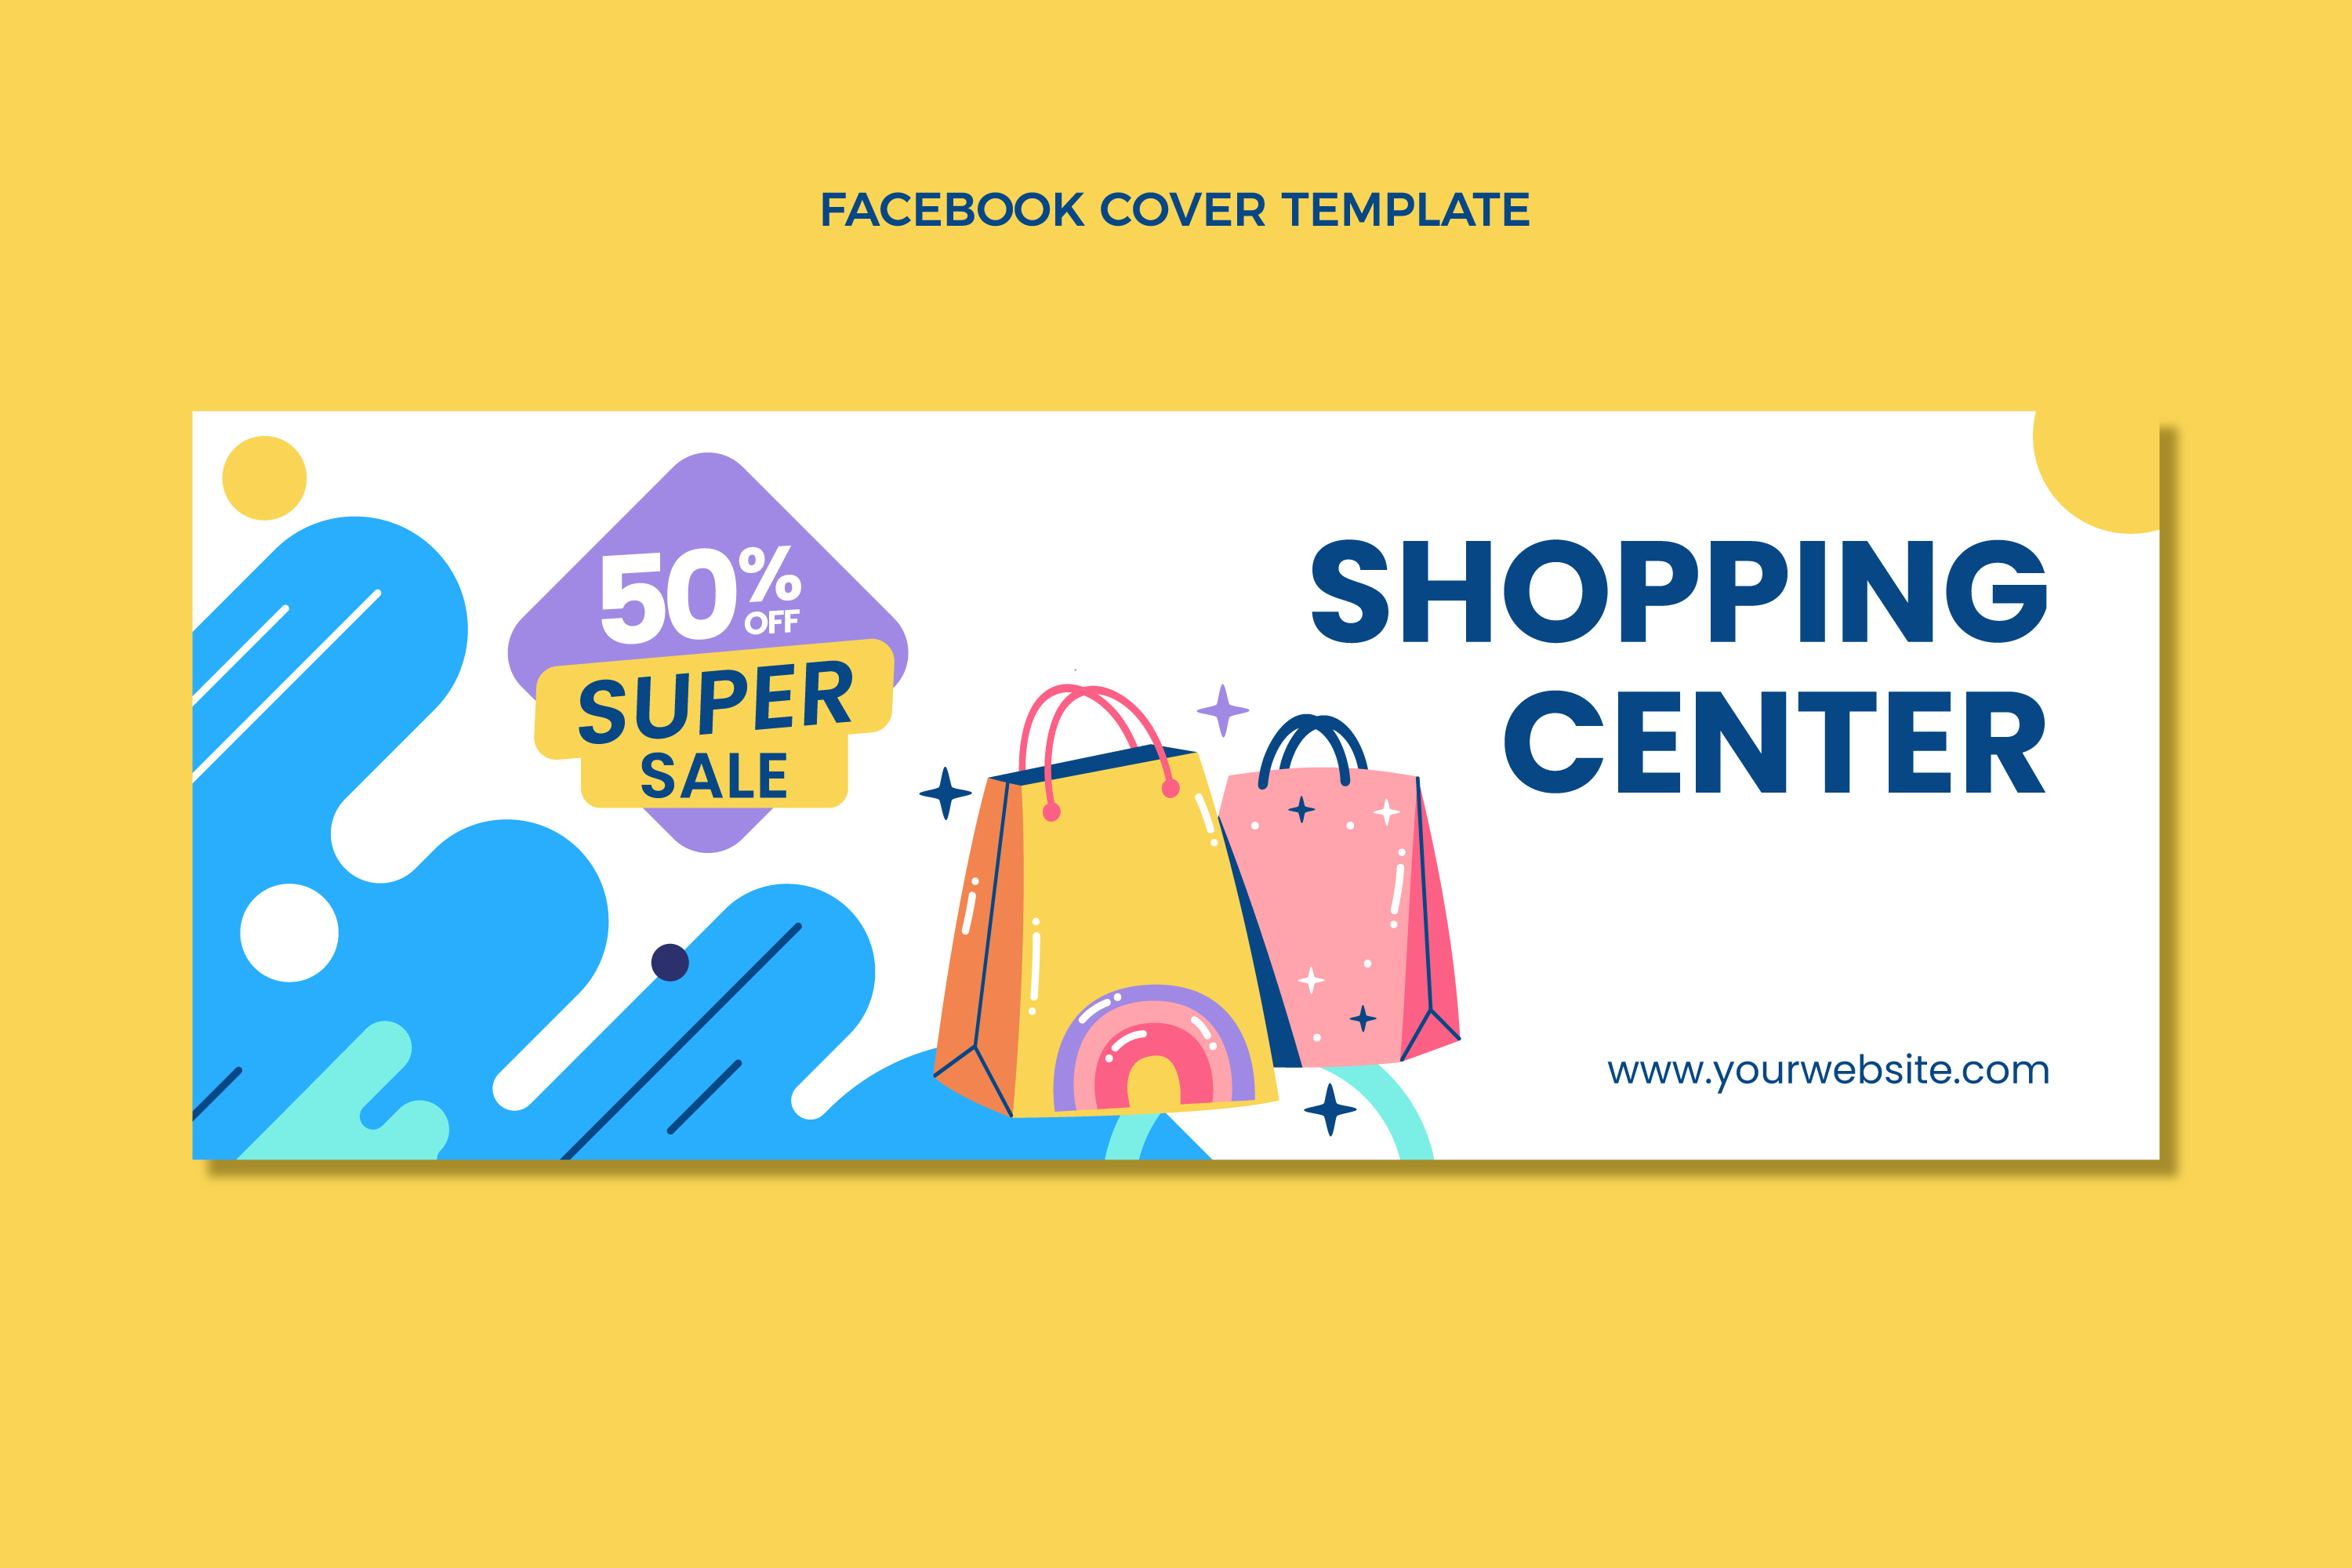 FACEBOOK COVER TEMPLATE
50%
OFF
SUPER
SALE
SHOPPING
CENTER
www.yourwebsite.com